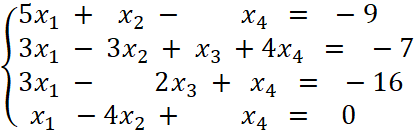 5x₁ + x₂ - x₄ = - 9
3x₁ - 3x₂ + x₃ + 4x₄ = - 7
3x₁ - 2x₃ + x₄ = - 16
x₁ - 4x₂ + x₄ = 0